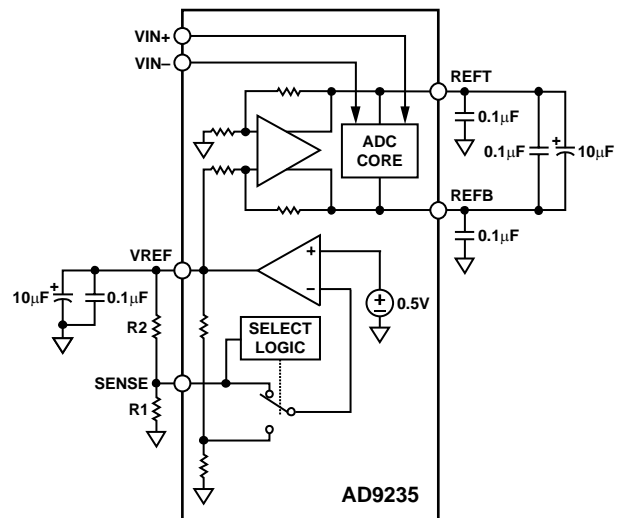 VIN+
VIN–
REFT
0.1μF
ADC
CORE
0.1μF
+
10μF
REFB
0.1μF
VREF
+
–
+
10μF
0.1μF
R2
+
–
0.5V
SELECT
LOGIC
SENSE
R1
AD9235